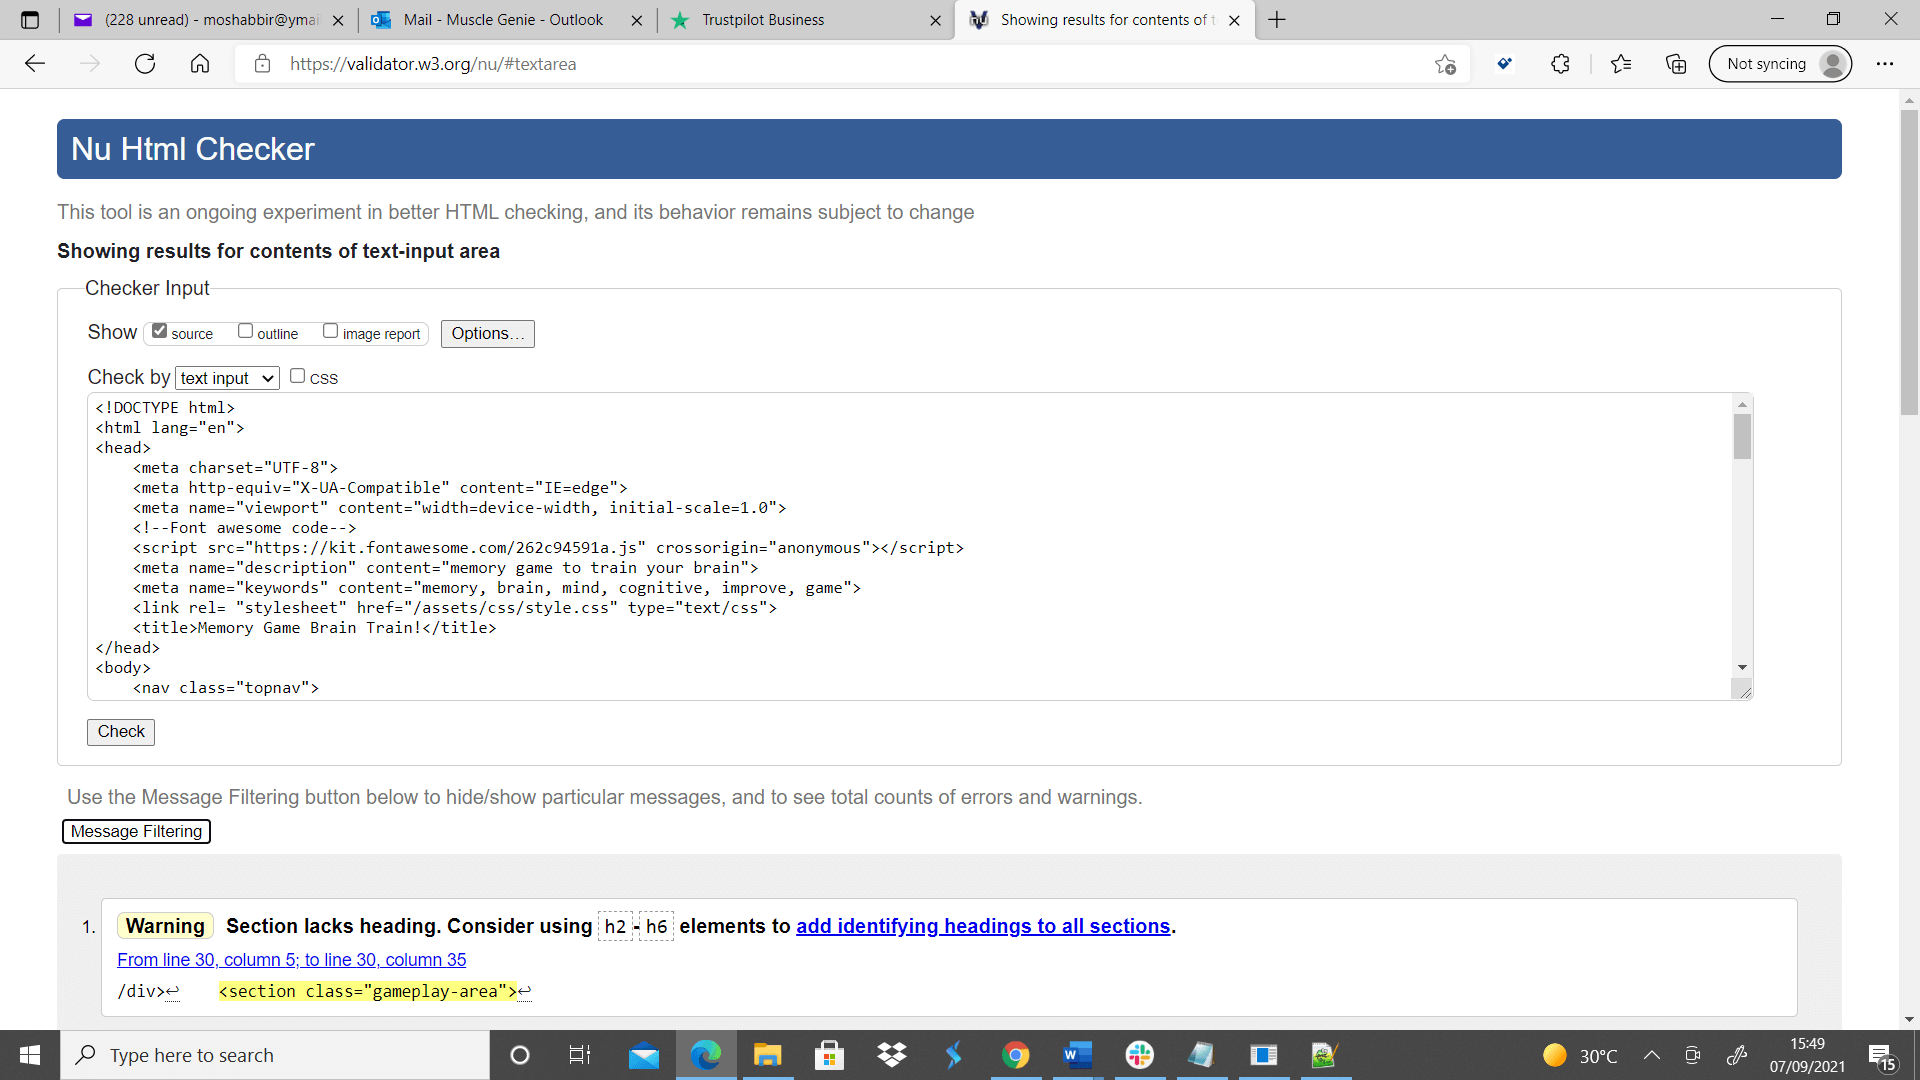 (228 unread) - moshabbir@ymai
Mail - Muscle Genie - Outlook
Trustpilot Business
Showing results for contents of t
https://validator.w3.org/nu/#textarea
Not syncing
Nu Html Checker
This tool is an ongoing experiment in better HTML checking, and its behavior remains subject to change
Showing results for contents of text-input area
Checker Input
Show source outline image report Options...
Check by text input CSS
<!DOCTYPE html>
<html lang="en">
<head>
    <meta charset="UTF-8">
    <meta http-equiv="X-UA-Compatible" content="IE=edge">
    <meta name="viewport" content="width=device-width, initial-scale=1.0">
    <!--Font awesome code-->
    <script src="https://kit.fontawesome.com/262c94591a.js" crossorigin="anonymous"></script>
    <meta name="description" content="memory game to train your brain">
    <meta name="keywords" content="memory, brain, mind, cognitive, improve, game">
    <link rel= "stylesheet" href="/assets/css/style.css" type="text/css">
    <title>Memory Game Brain Train!</title>
</head>
<body>
    <nav class="topnav">
Check
Use the Message Filtering button below to hide/show particular messages, and to see total counts of errors and warnings.
Message Filtering
1. Warning Section lacks heading. Consider using h2-h6 elements to add identifying headings to all sections.
From line 30, column 5; to line 30, column 35
/div>↩ <section class="gameplay-area">↩
Type here to search
30°C
15:49
07/09/2021
15